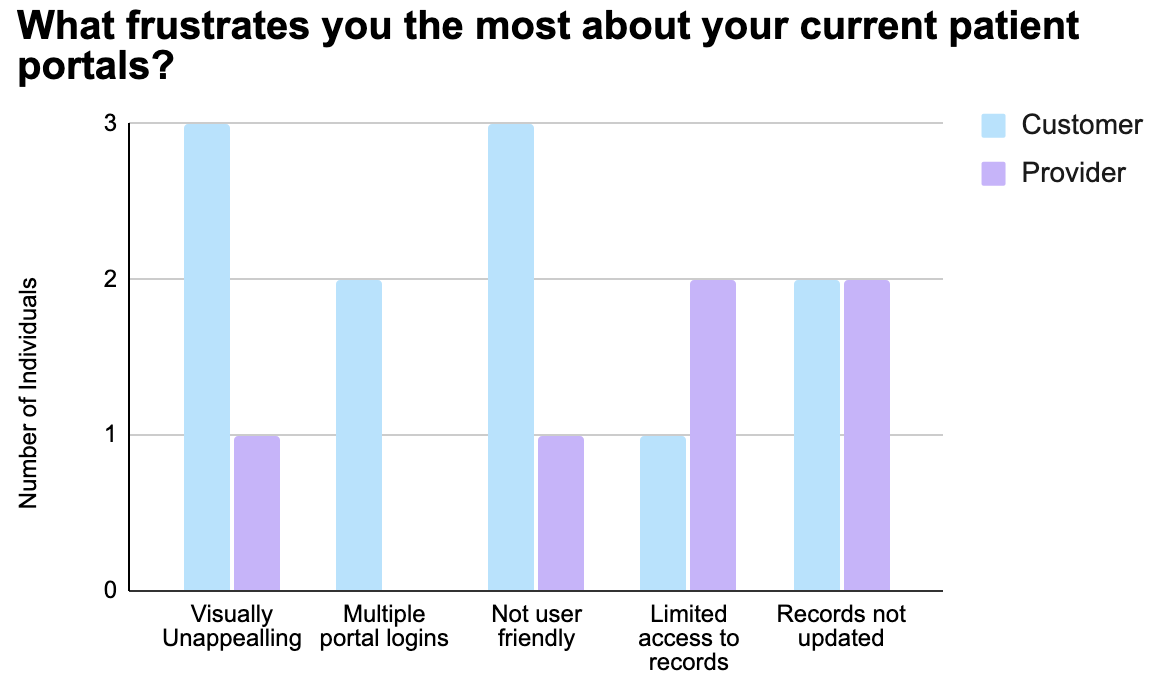 What frustrates you the most about your current patient
portals?
3
2
1
0
Number of Individuals
Customer
Provider
Visually
Unappealling
Multiple
portal logins
Not user
friendly
Limited
access to
records
Records not
updated